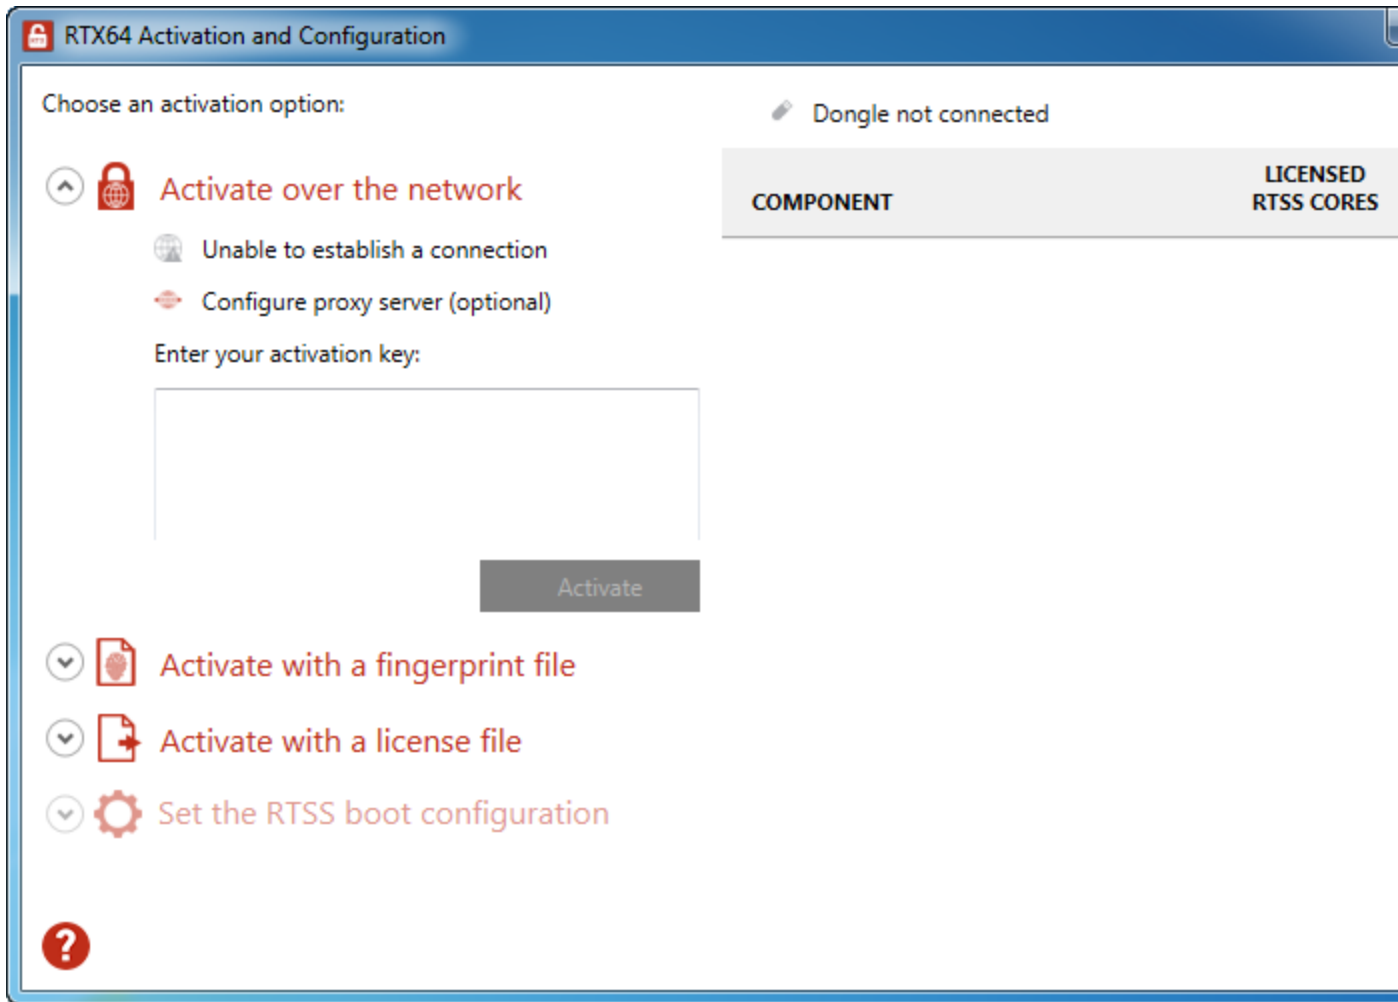 RTX64 Activation and Configuration
Choose an activation option:
Activate over the network
Unable to establish a connection
Configure proxy server (optional)
Enter your activation key:
Activate
Activate with a fingerprint file
Activate with a license file
Set the RTSS boot configuration
?
Dongle not connected
COMPONENT
LICENSED
RTSS CORES